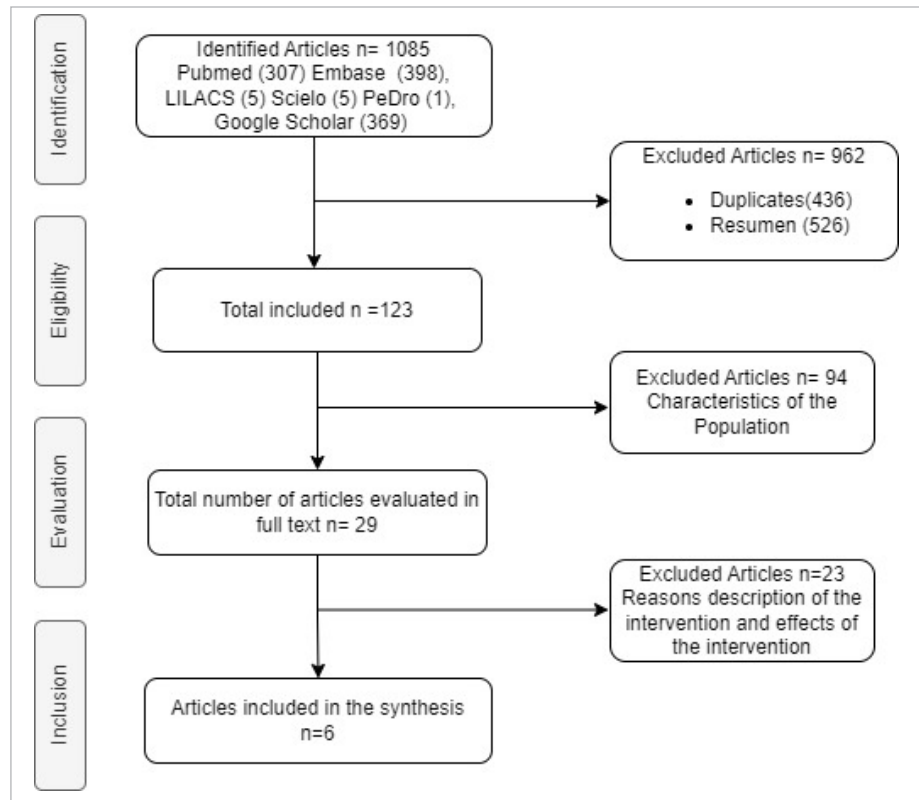 Identification
Identified Articles n= 1085
Pubmed (307) Embase (398),
LILACS (5) Scielo (5) PeDro (1),
Google Scholar (369)
Excluded Articles n= 962
• Duplicates(436)
• Resumen (526)
Eligibility
Total included n =123
Excluded Articles n= 94
Characteristics of the
Population
Evaluation
Total number of articles evaluated in
full text n= 29
Excluded Articles n=23
Reasons description of the
intervention and effects of
the intervention
Inclusion
Articles included in the synthesis
n=6